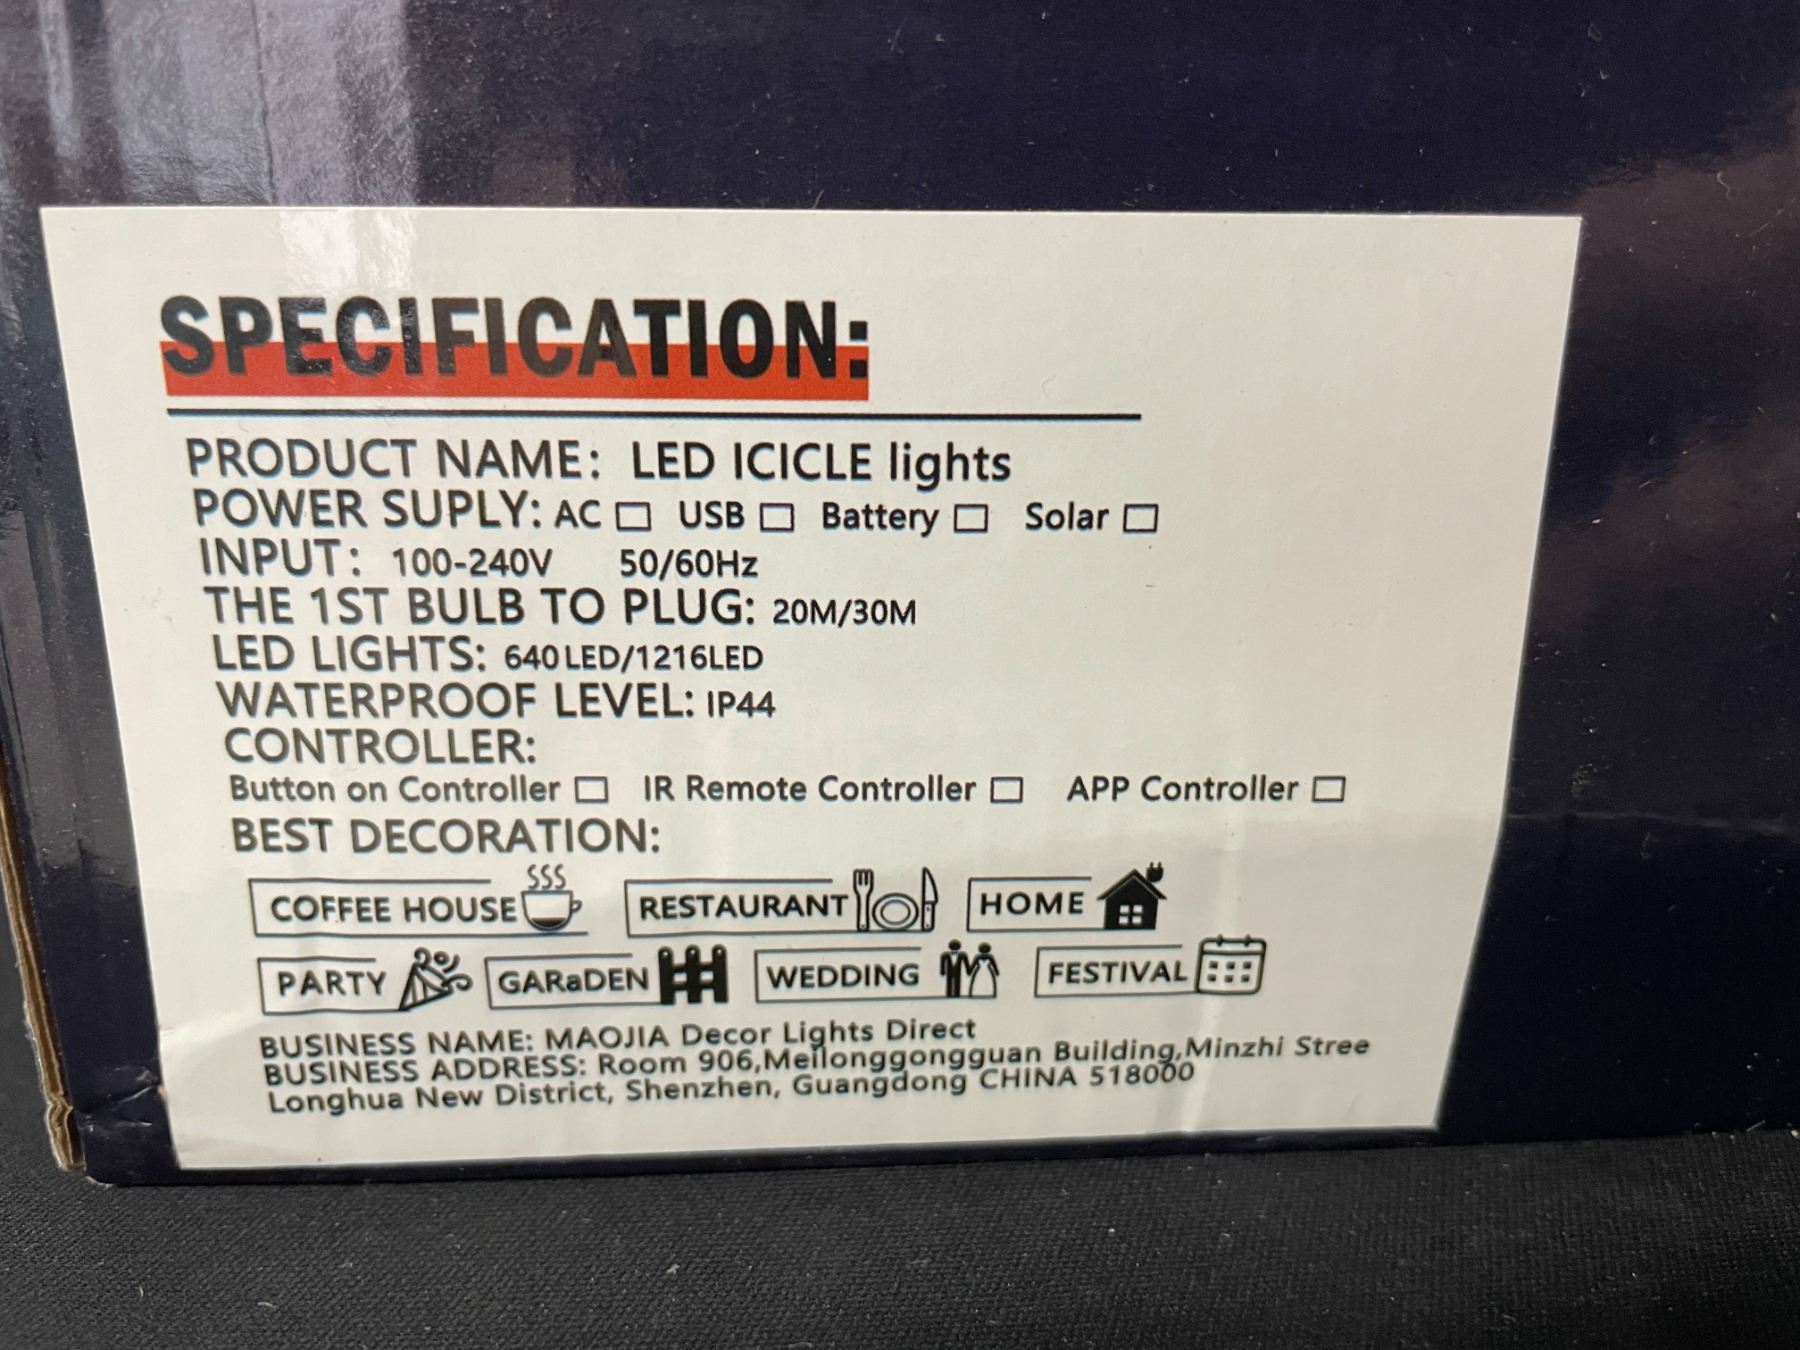 SPECIFICATION:
PRODUCT NAME: LED ICICLE lights
POWER SUPLY: AC □ USB □ Battery □ Solar □
INPUT: 100-240V 50/60Hz
THE 1ST BULB TO PLUG: 20M/30M
LED LIGHTS: 640LED/1216LED
WATERPROOF LEVEL: IP44
CONTROLLER:
Button on Controller □ IR Remote Controller □ APP Controller □
BEST DECORATION:
COFFEE HOUSE RESTAURANT HOME
PARTY GARaDEN WEDDING FESTIVAL
BUSINESS NAME: MAOJIA Decor Lights Direct
BUSINESS ADDRESS: Room 906,Meilonggongguan Building,Minzhi Stree
Longhua New District, Shenzhen, Guangdong CHINA 518000